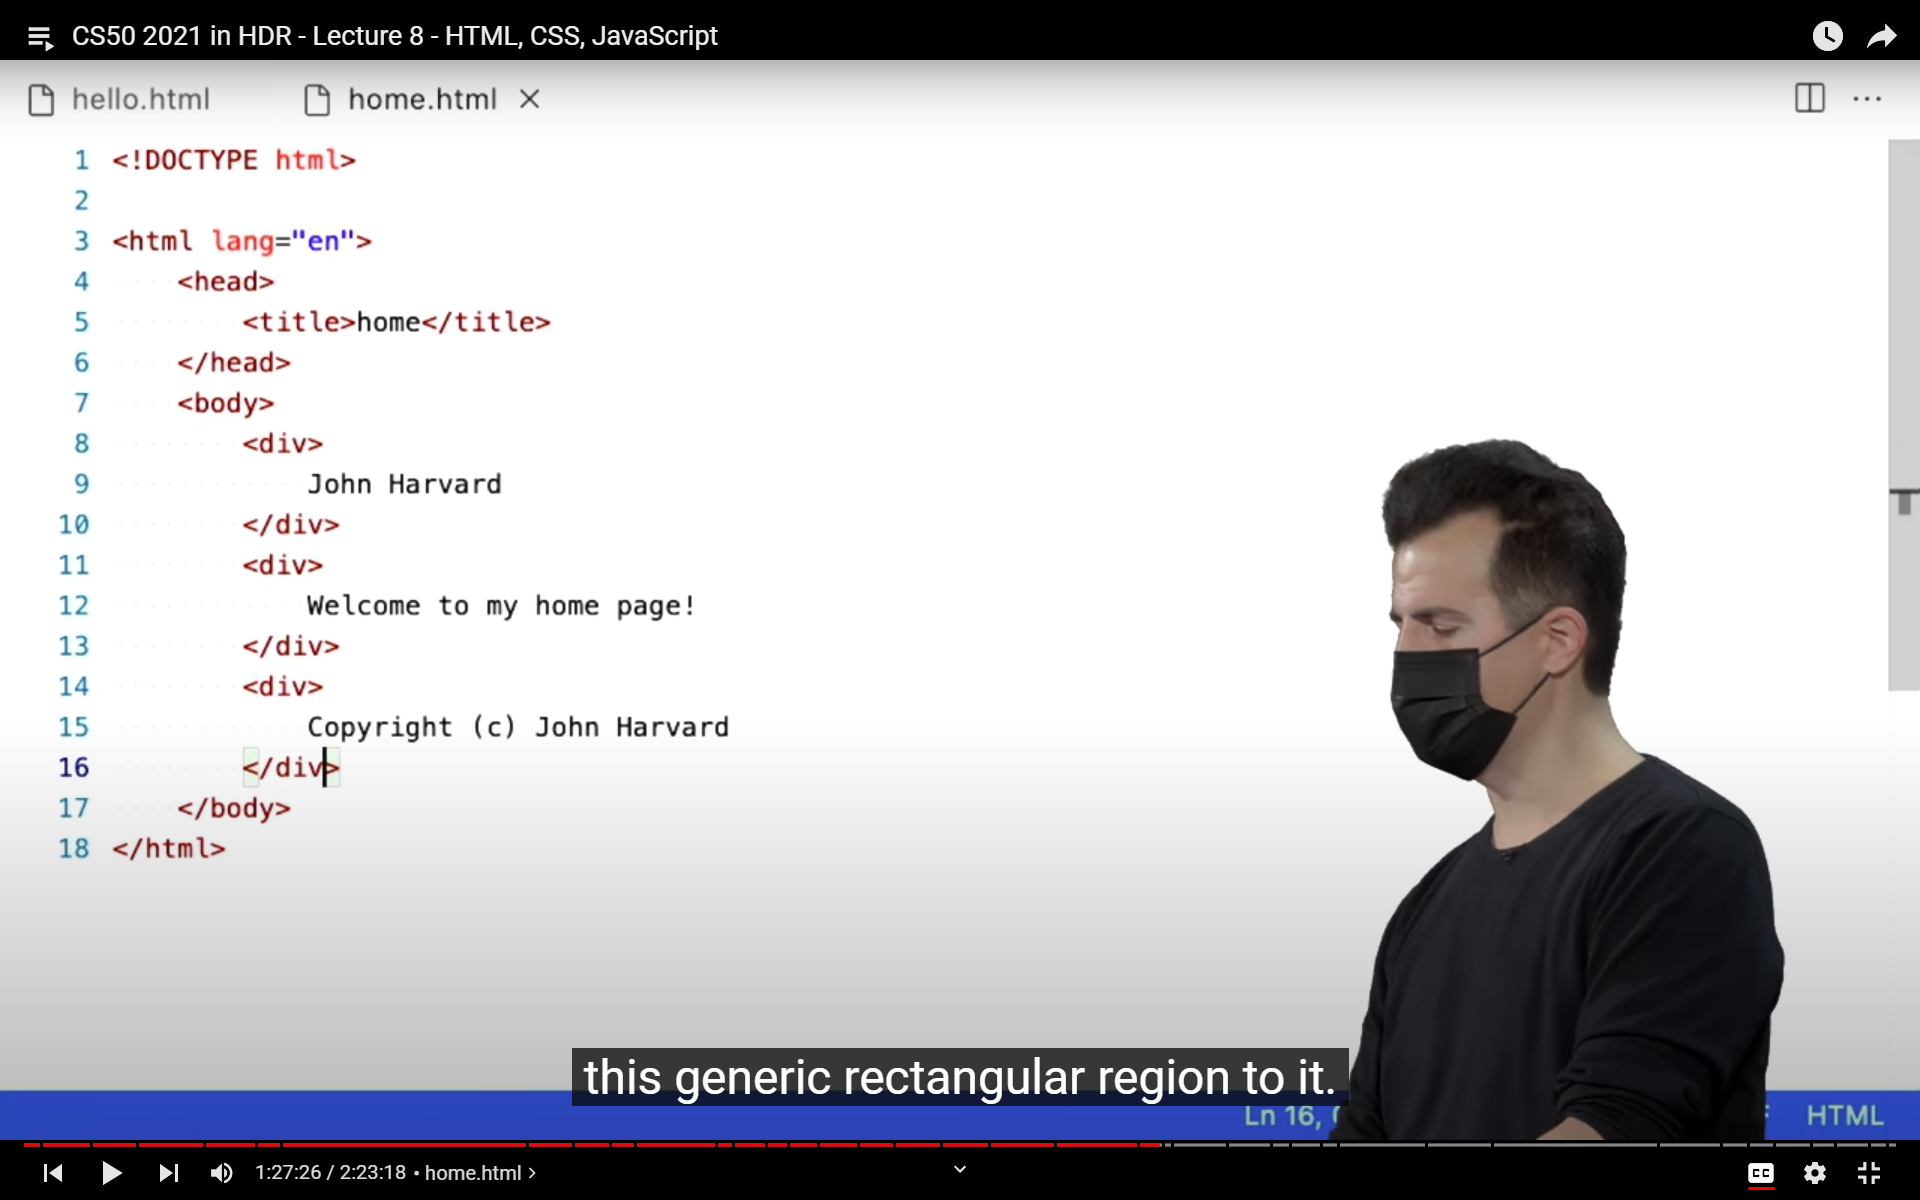 CS50 2021 in HDR - Lecture 8 - HTML, CSS, JavaScript
hello.html home.html
1 <!DOCTYPE html>
2
3 <html lang="en">
4 <head>
5 <title>home</title>
6 </head>
7 <body>
8 <div>
9 John Harvard
10 </div>
11 <div>
12 Welcome to my home page!
13 </div>
14 <div>
15 Copyright (c) John Harvard
16 </div>
17 </body>
18 </html>
this generic rectangular region to it.
Ln 16, HTML
1:27:26 / 2:23:18 • home.html ›
CC